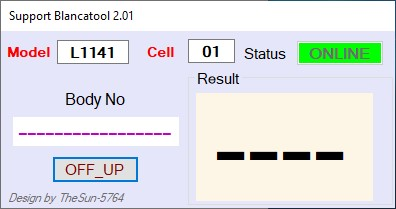 Support Blancatool 2.01
Model L1141 Cell 01 Status ONLINE
Result
Body No
----------------
----
OFF_UP
Design by TheSun-5764